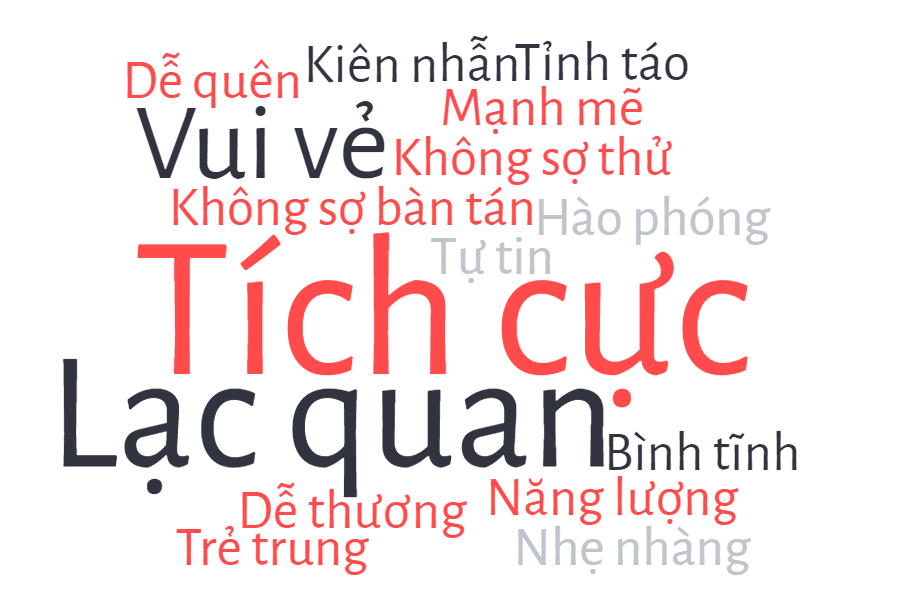 Kiên nhẫn
Tỉnh táo
Dễ quên
Mạnh mẽ
Vui vẻ
Không sợ thử
Không sợ bàn tán
Hào phóng
Tự tin
Tích cực
Lạc quan
Bình tĩnh
Năng lượng
Dễ thương
Trẻ trung
Nhẹ nhàng